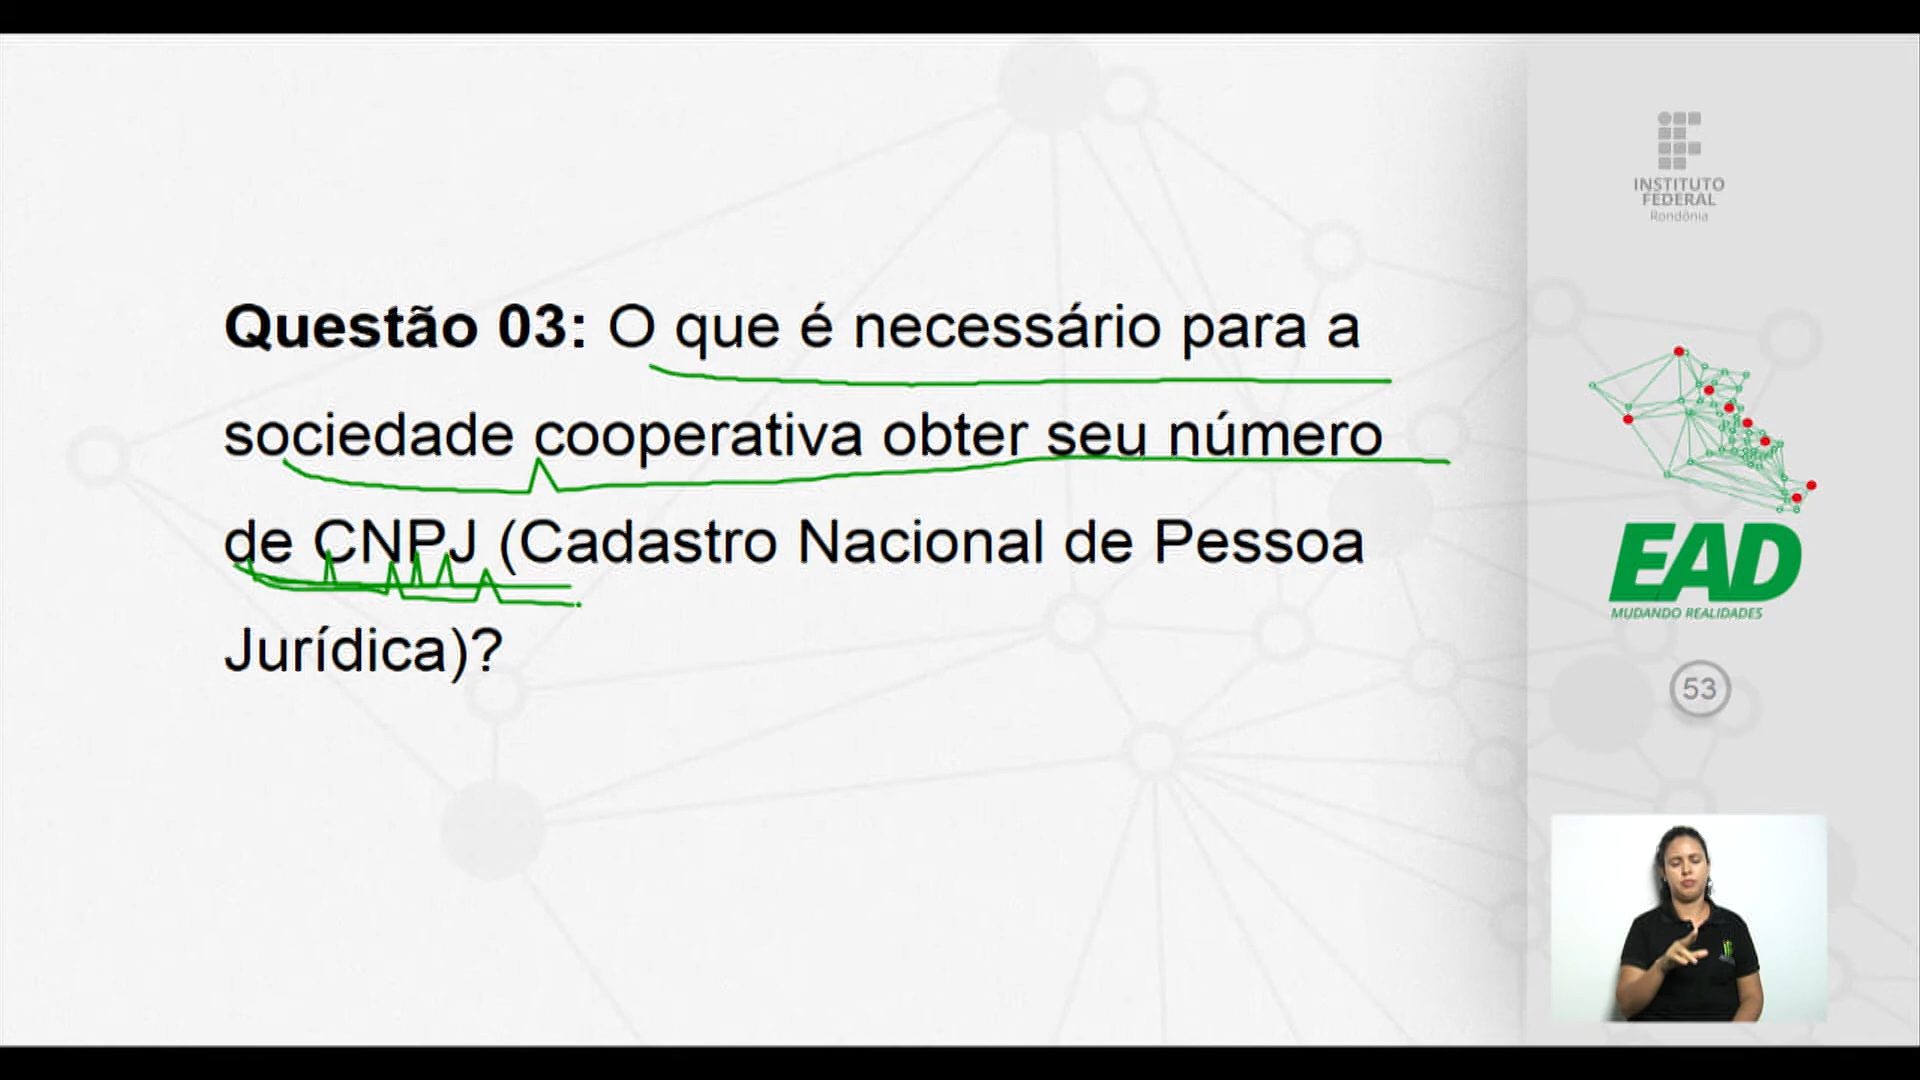 Questão 03: O que é necessário para a
sociedade cooperativa obter seu número
de CNPJ (Cadastro Nacional de Pessoa
Jurídica)?
INSTITUTO
FEDERAL
Rondônia
EAD
MUDANDO REALIDADES
53